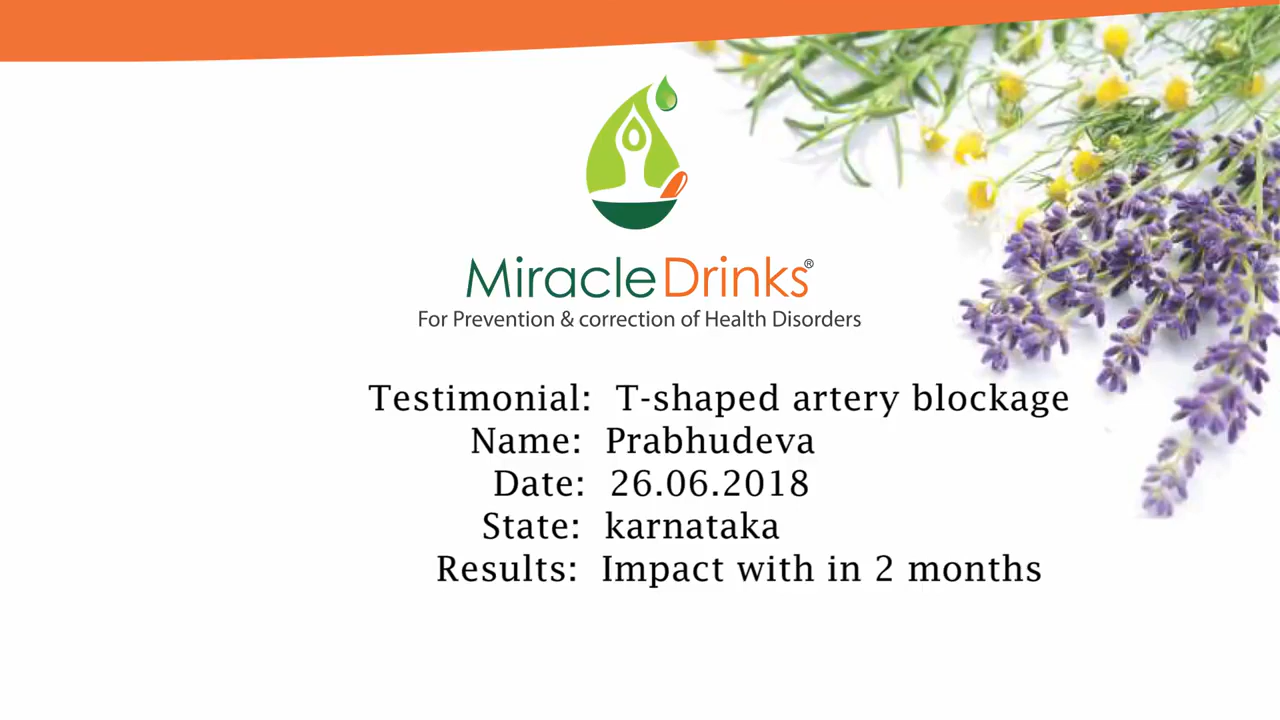 MiracleDrinks®
For Prevention & correction of Health Disorders
Testimonial: T-shaped artery blockage
Name: Prabhudeva
Date: 26.06.2018
State: karnataka
Results: Impact with in 2 months